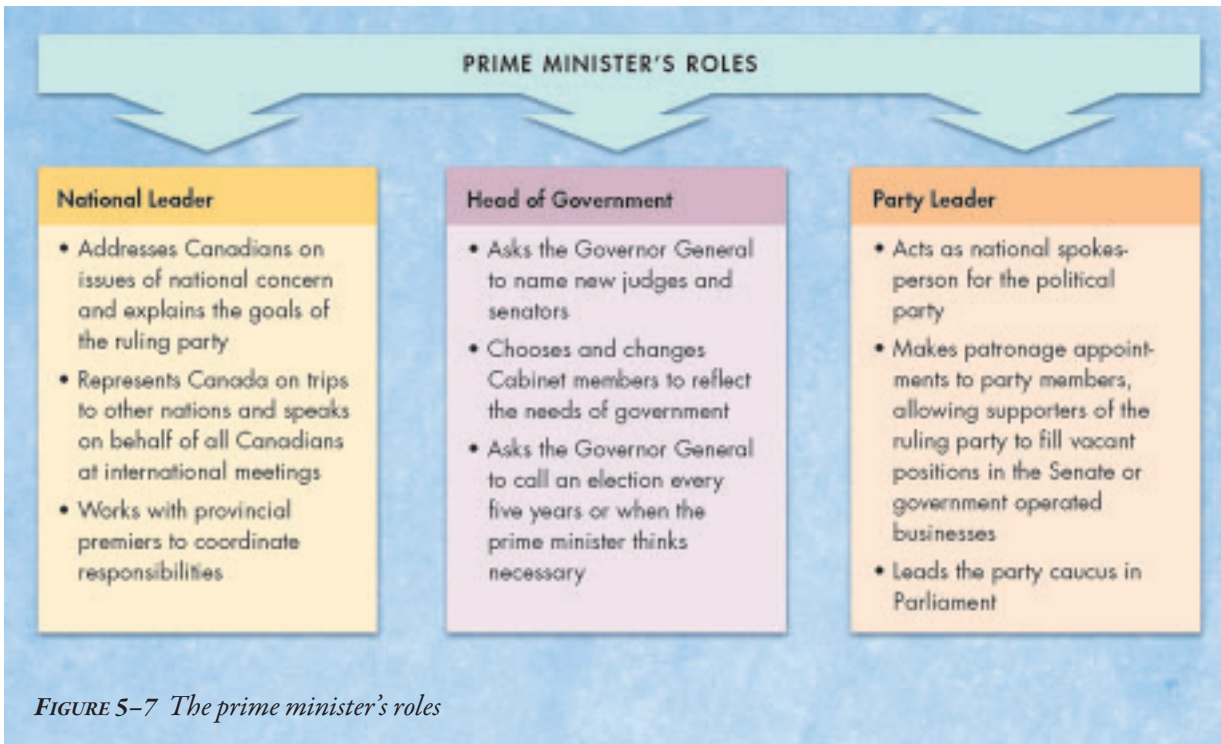 PRIME MINISTER'S ROLES
National Leader
• Addresses Canadians on
issues of national concern
and explains the goals of
the ruling party
• Represents Canada on trips
to other nations and speaks
on behalf of all Canadians
at international meetings
• Works with provincial
premiers to coordinate
responsibilities
Head of Government
• Asks the Governor General
to name new judges and
senators
• Chooses and changes
Cabinet members to reflect
the needs of government
• Asks the Governor General
to call an election every
five years or when the
prime minister thinks
necessary
Party Leader
• Acts as national spokes-
person for the political
party
• Makes patronage appoint-
ments to party members,
allowing supporters of the
ruling party to fill vacant
positions in the Senate or
government operated
businesses
• Leads the party caucus in
Parliament
FIGURE 5–7 The prime minister's roles